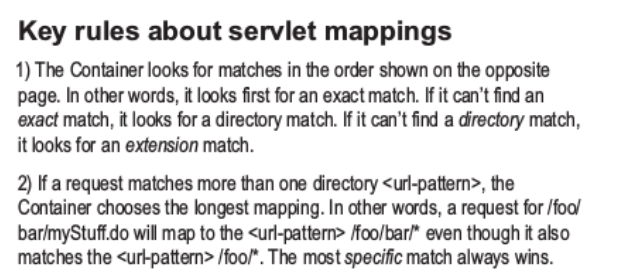 Key rules about servlet mappings
1) The Container looks for matches in the order shown on the opposite
page. In other words, it looks first for an exact match. If it can't find an
exact match, it looks for a directory match. If it can't find a directory match,
it looks for an extension match.
2) If a request matches more than one directory <url-pattern>, the
Container chooses the longest mapping. In other words, a request for /foo/
bar/myStuff.do will map to the <url-pattern> /foo/bar/* even though it also
matches the <url-pattern> /foo/*. The most specific match always wins.